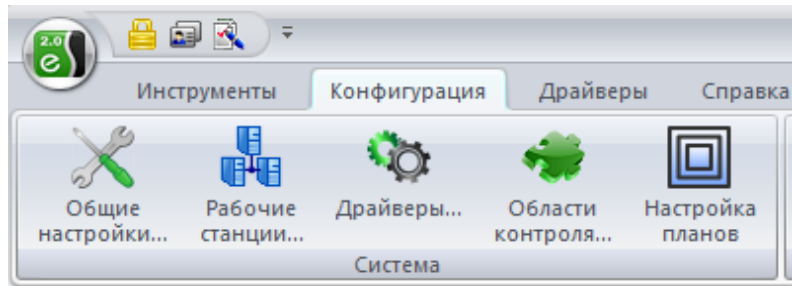 2.0
e
Инструменты Конфигурация Драйверы Справка
Общие настройки... Рабочие станции... Драйверы... Области контроля... Настройка планов
Система